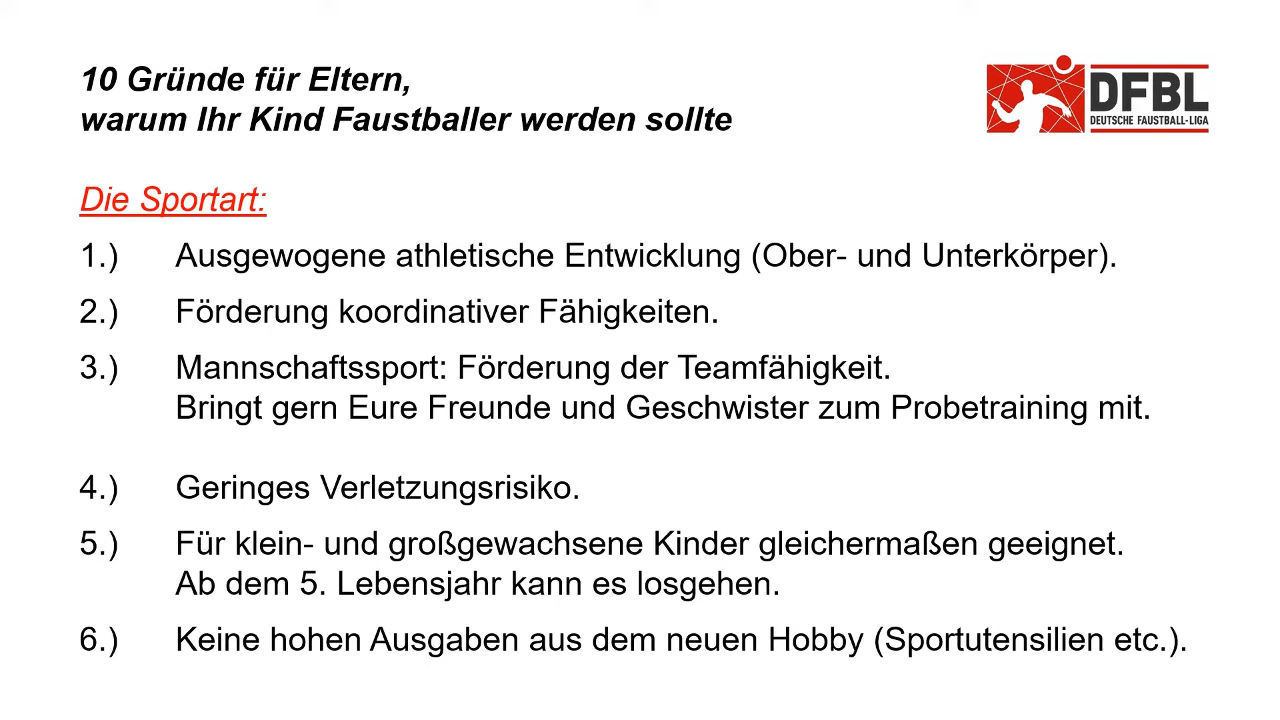 10 Gründe für Eltern,
warum Ihr Kind Faustballer werden sollte
DFBL
DEUTSCHE FAUSTBALL-LIGA
Die Sportart:
1.) Ausgewogene athletische Entwicklung (Ober- und Unterkörper).
2.) Förderung koordinativer Fähigkeiten.
3.) Mannschaftssport: Förderung der Teamfähigkeit.
Bringt gern Eure Freunde und Geschwister zum Probetraining mit.
4.) Geringes Verletzungsrisiko.
5.) Für klein- und großgewachsene Kinder gleichermaßen geeignet.
Ab dem 5. Lebensjahr kann es losgehen.
6.) Keine hohen Ausgaben aus dem neuen Hobby (Sportutensilien etc.).